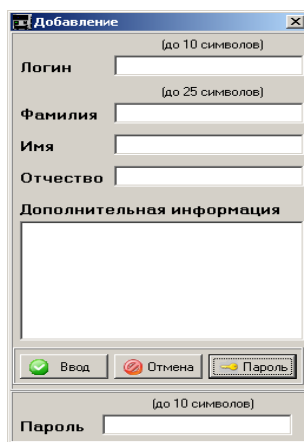 Добавление
(до 10 символов)
Логин
(до 25 символов)
Фамилия
Имя
Отчество
Дополнительная информация
Ввод Отмена Пароль
(до 10 символов)
Пароль